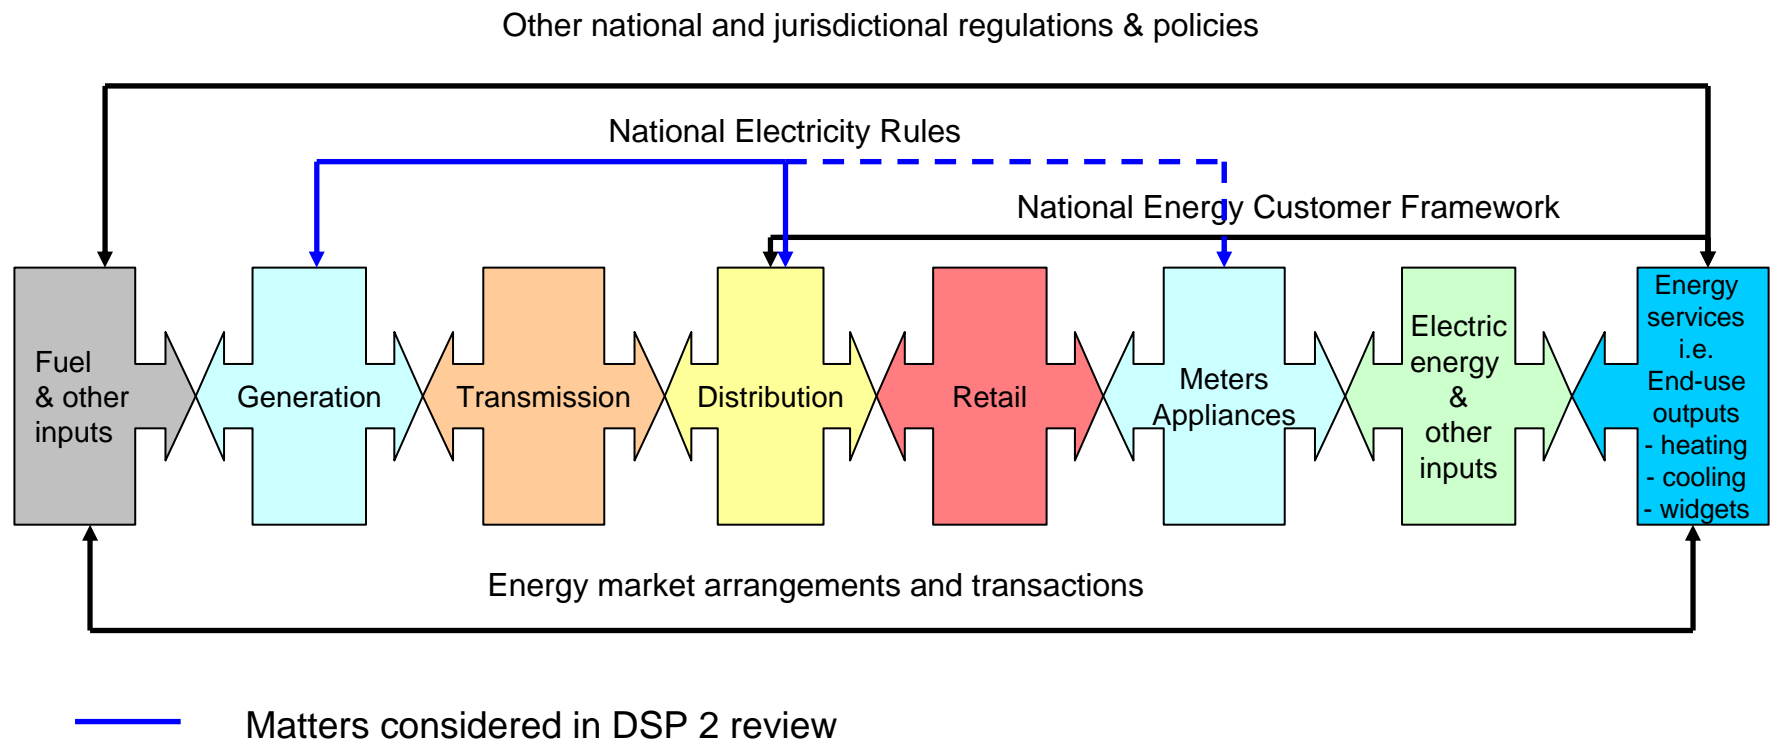 Other national and jurisdictional regulations & policies
National Electricity Rules
National Energy Customer Framework
Fuel
& other
inputs
Generation
Transmission
Distribution
Retail
Meters
Appliances
Electric
energy
&
other
inputs
Energy
services
i.e.
End-use
outputs
- heating
- cooling
- widgets
Energy market arrangements and transactions
Matters considered in DSP 2 review